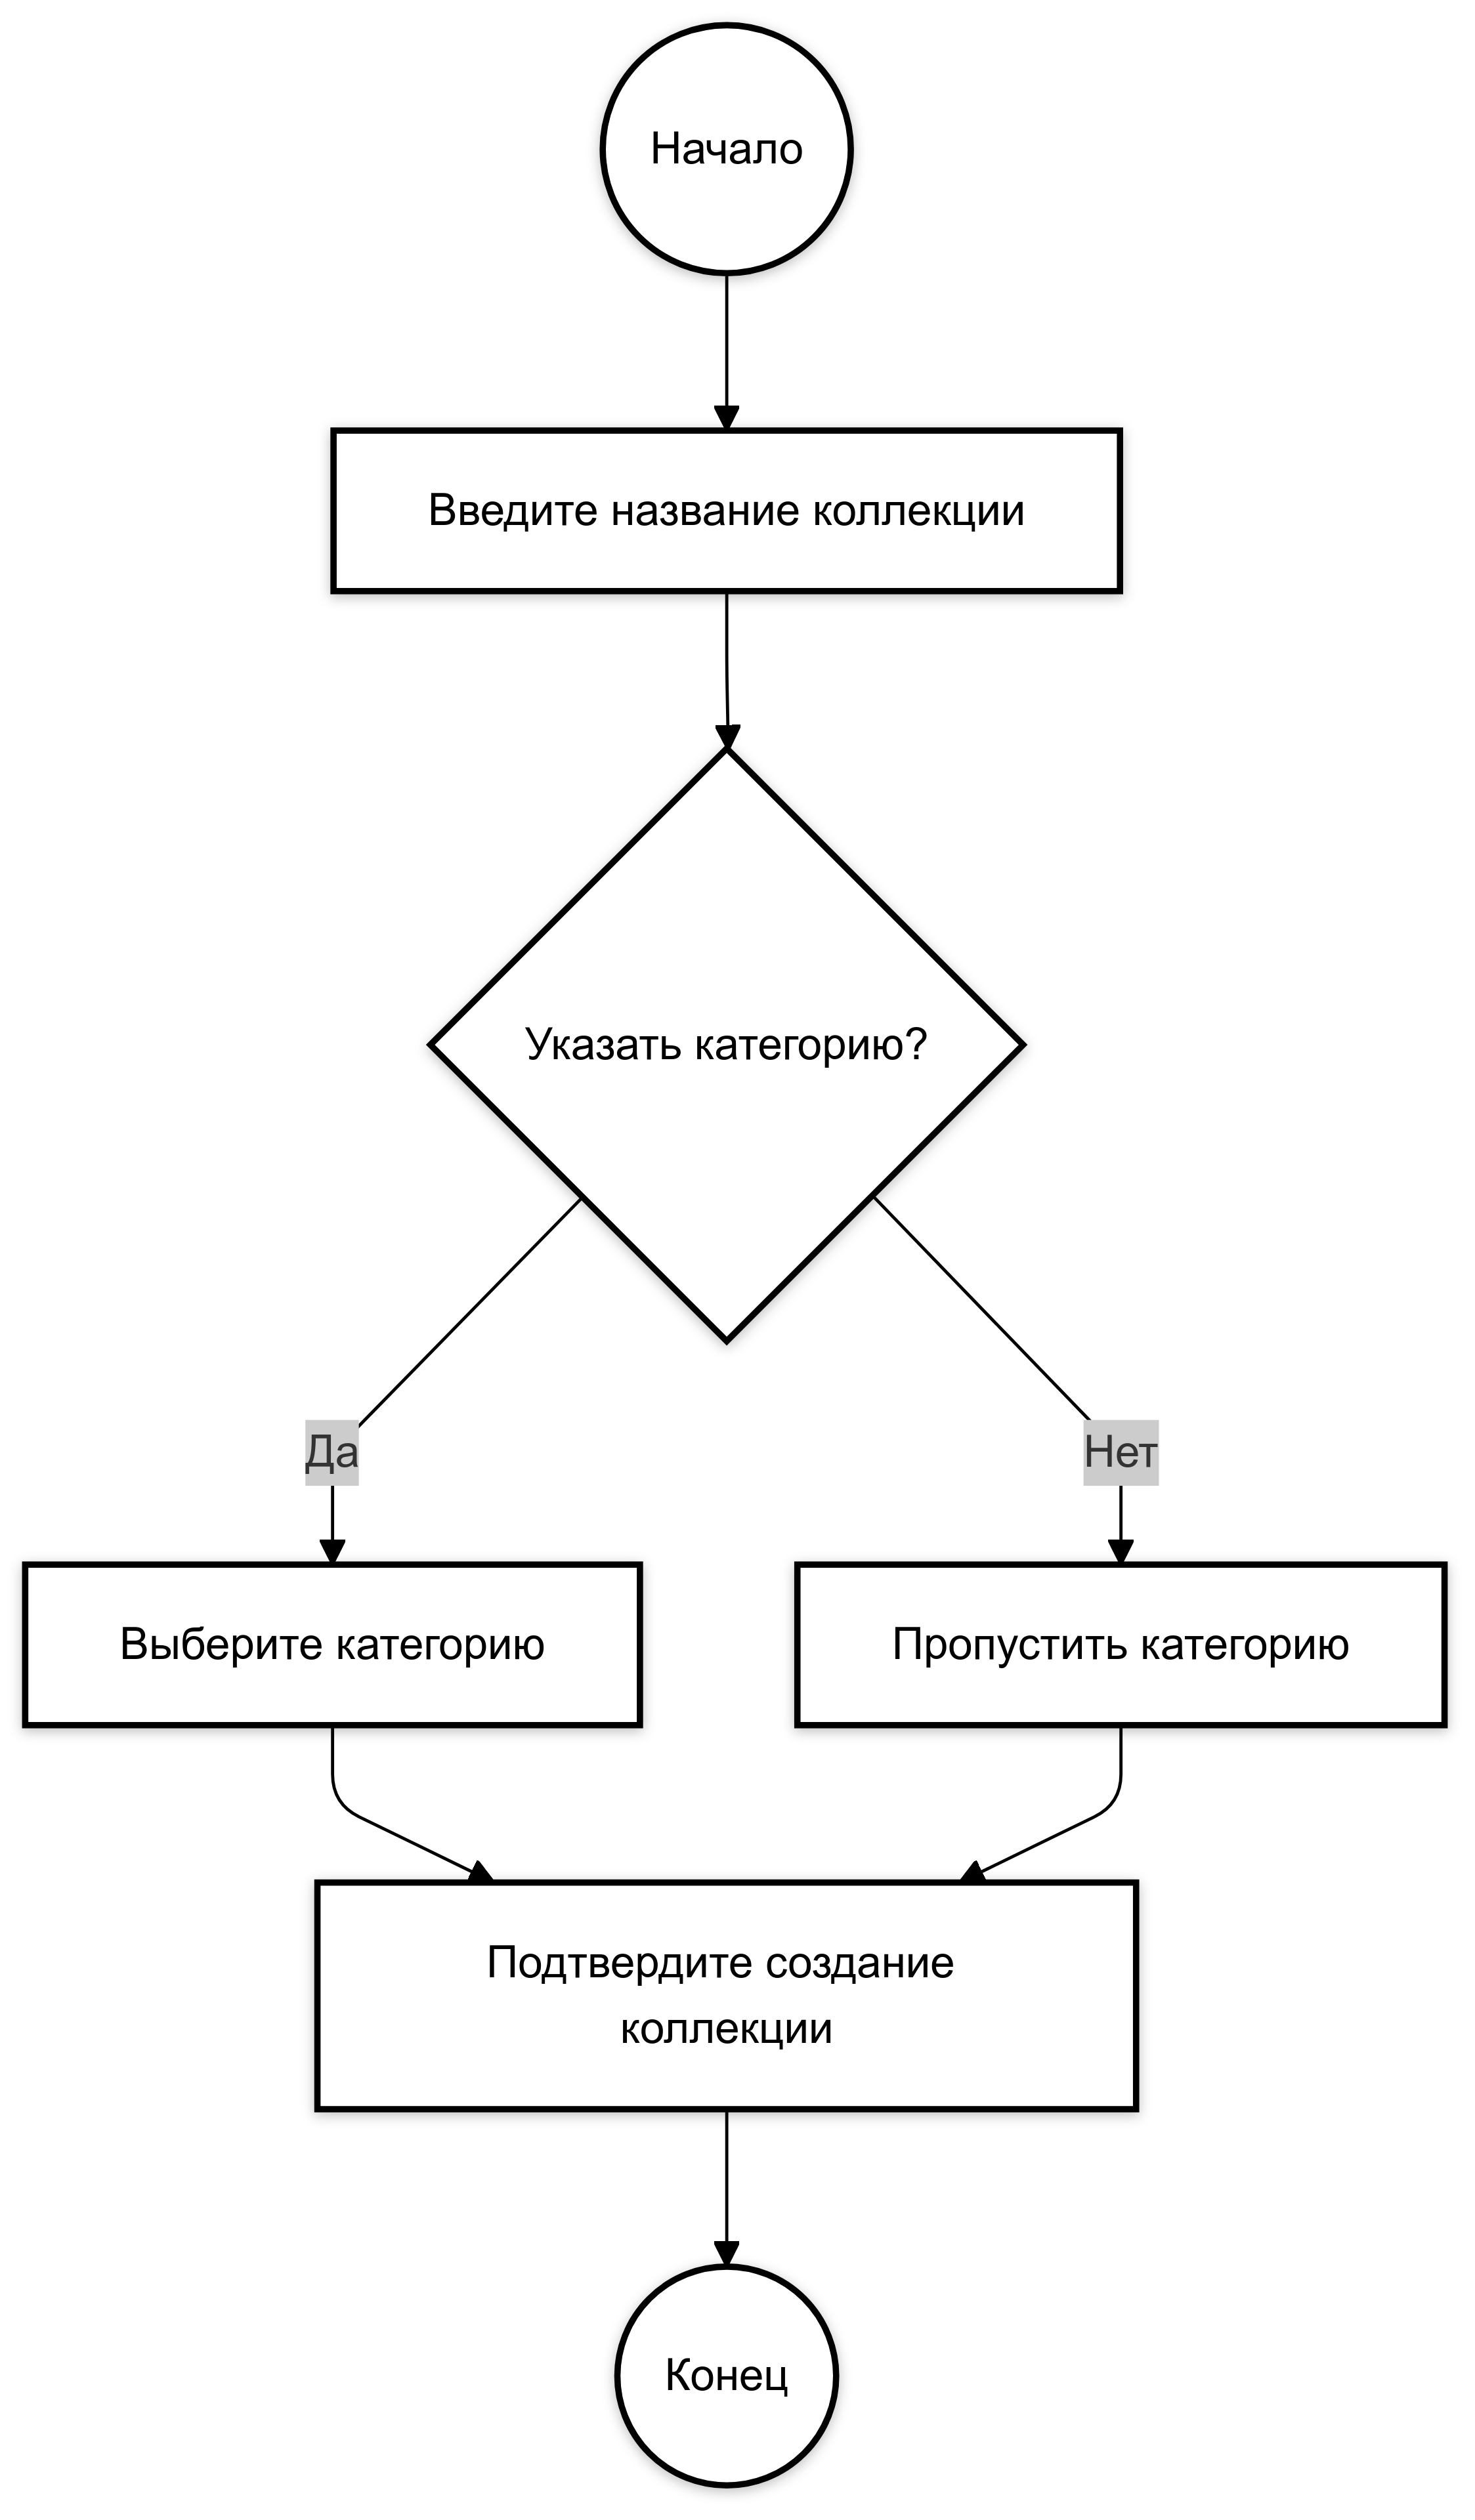 Начало
Введите название коллекции
Указать категорию?
Да
Нет
Выберите категорию
Пропустить категорию
Подтвердите создание
коллекции
Конец